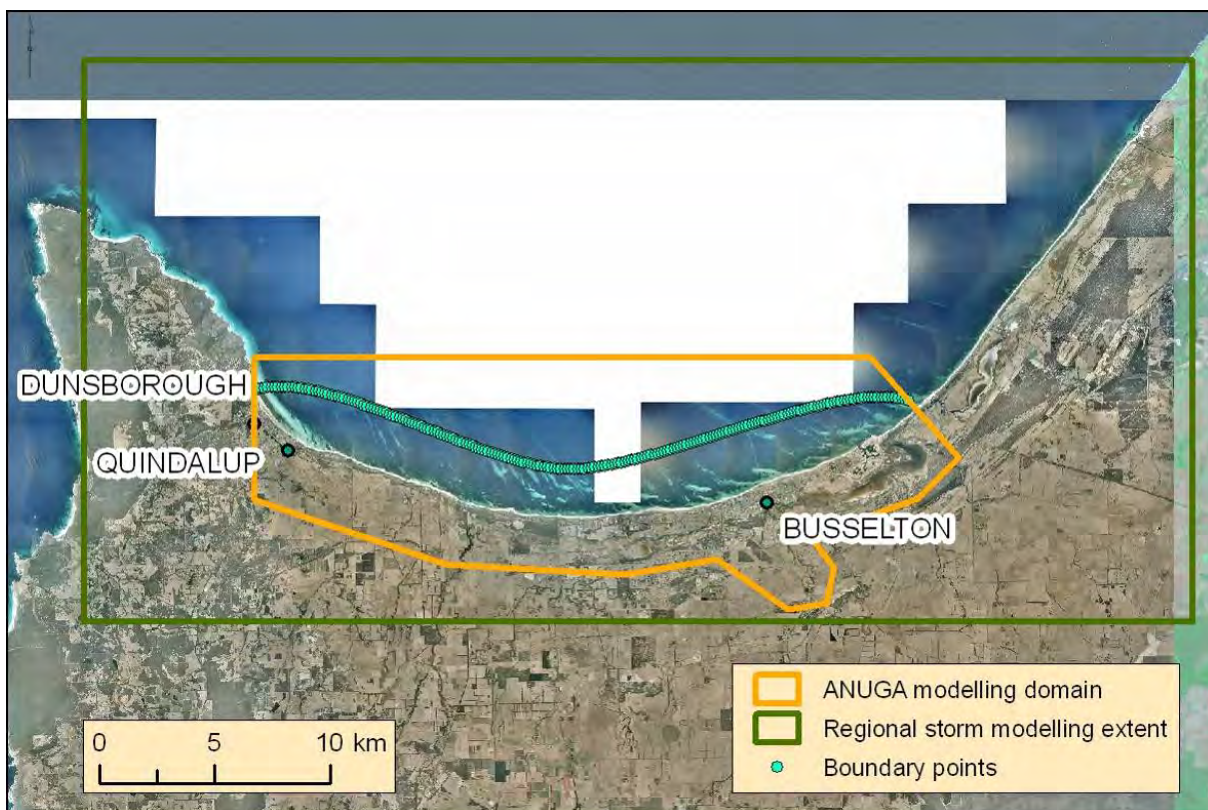 DUNSBOROUGH
QUINDALUP
BUSSELTON
0 5 10 km
ANUGA modelling domain
Regional storm modelling extent
Boundary points